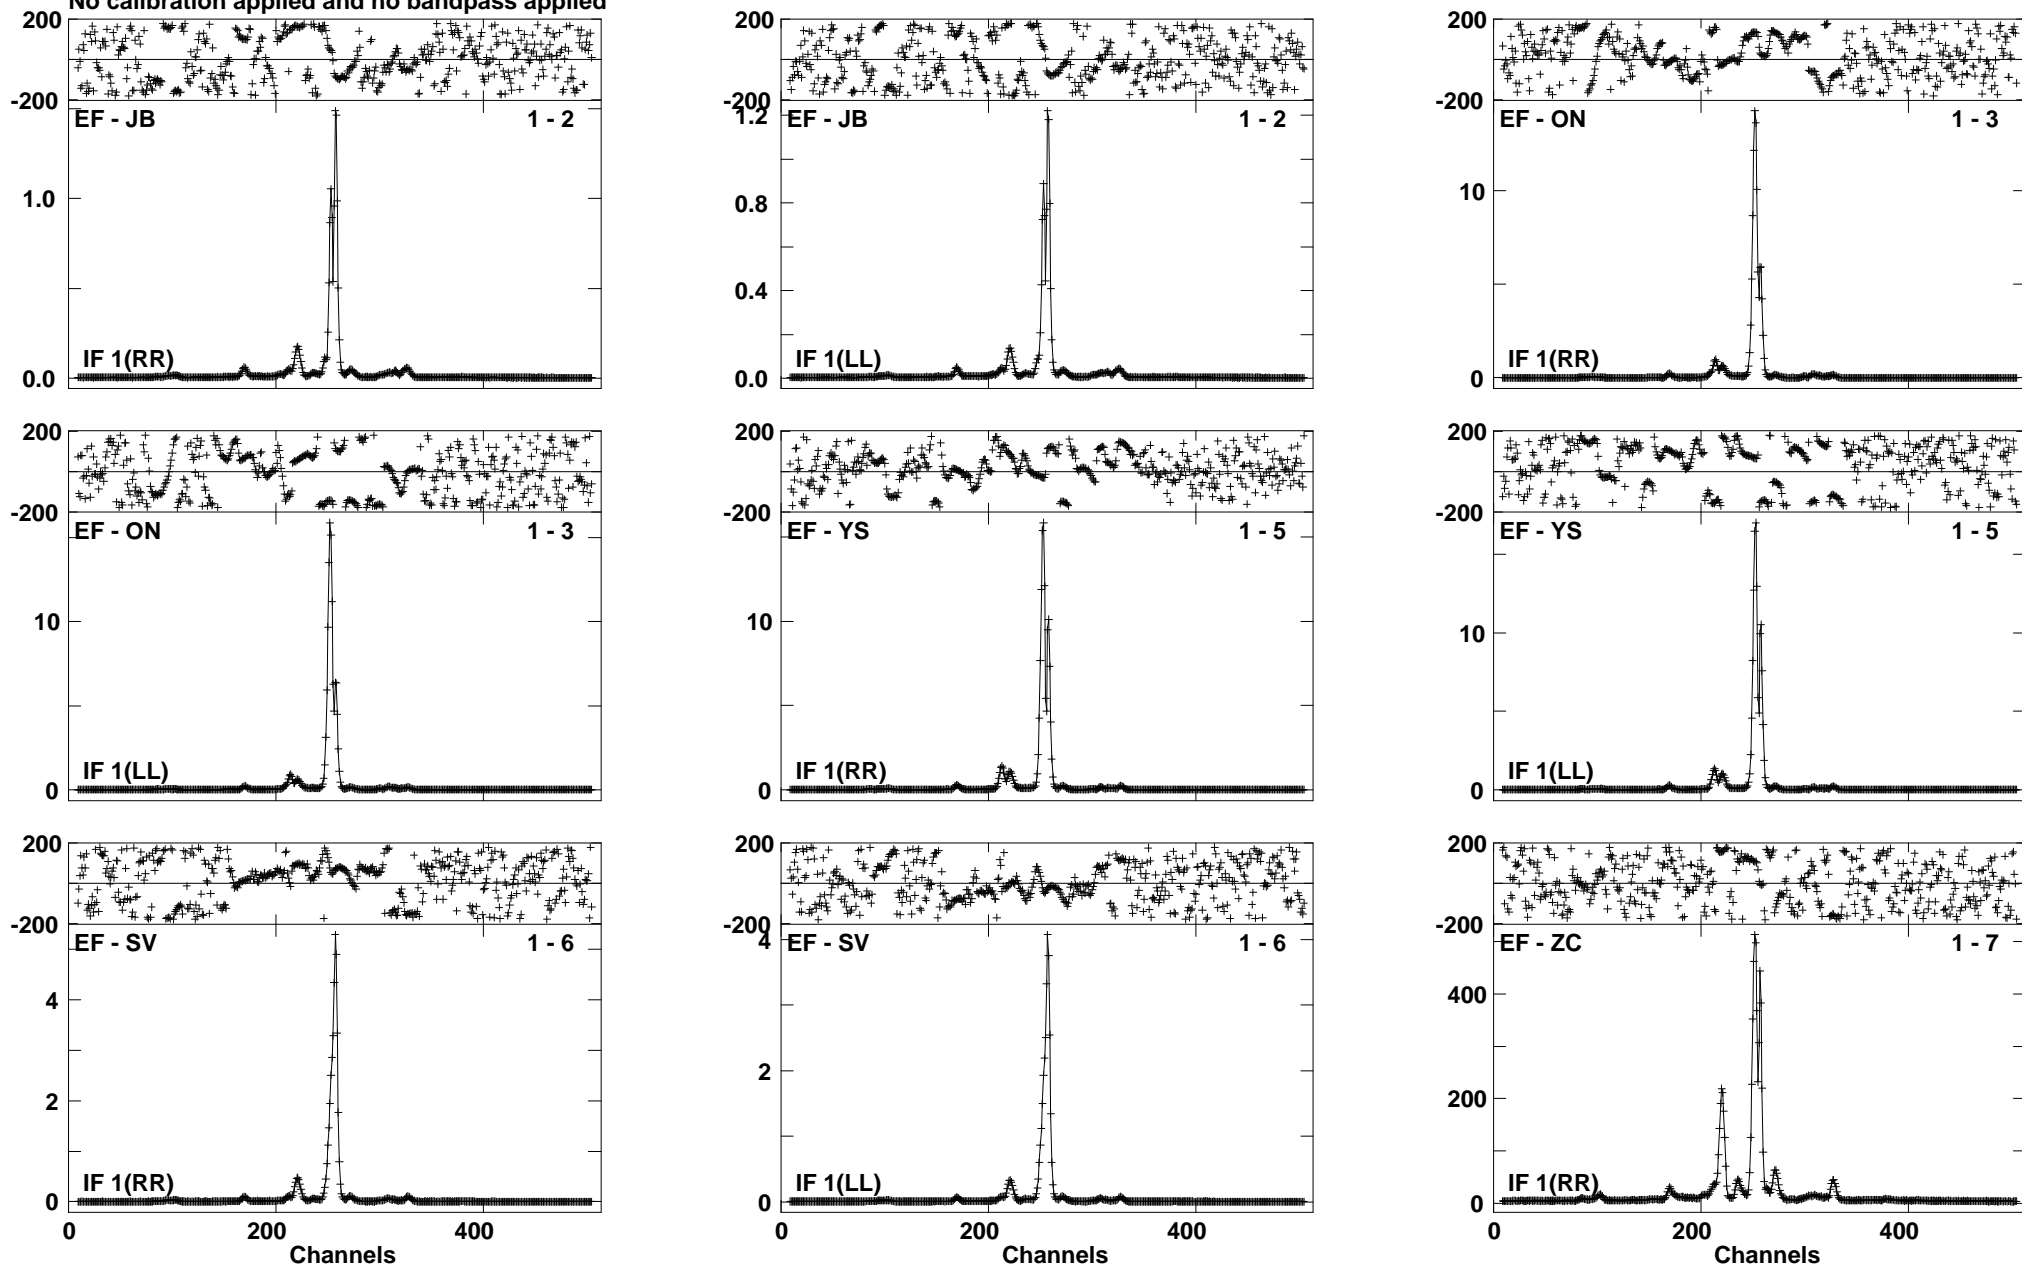 No calibration applied and no bandpass applied
200
-200
EF - JB 1 - 2
1.0
0.0
IF 1(RR)
200
-200
1.2
EF - JB 1 - 2
0.8
0.4
0.0
IF 1(LL)
200
-200
EF - ON 1 - 3
10
0
IF 1(RR)
200
-200
EF - ON 1 - 3
10
0
IF 1(LL)
200
-200
EF - YS 1 - 5
10
0
IF 1(RR)
200
-200
EF - YS 1 - 5
10
0
IF 1(LL)
200
-200
EF - SV 1 - 6
4
2
0
IF 1(RR)
0 200 400
Channels
200
-200
4
EF - SV 1 - 6
2
0
IF 1(LL)
0 200 400
Channels
200
-200
EF - ZC 1 - 7
400
200
0
IF 1(RR)
0 200 400
Channels